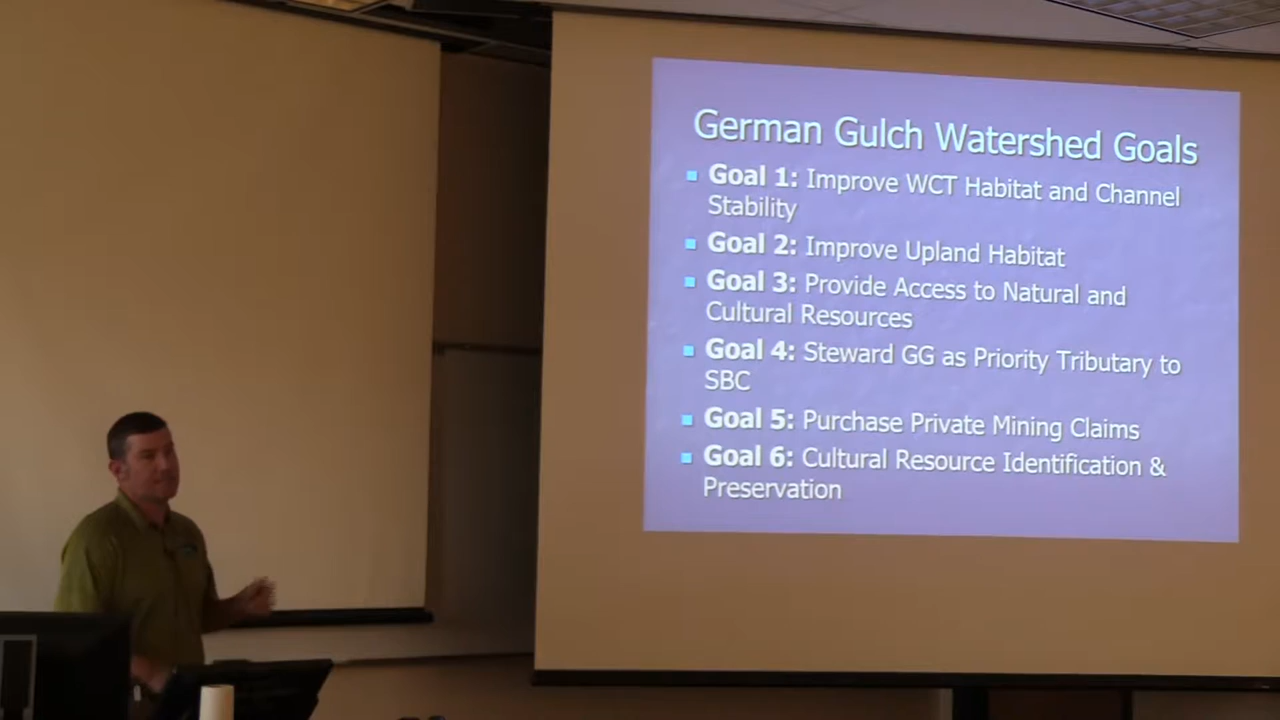 German Gulch Watershed Goals
Goal 1: Improve WCT Habitat and Channel
Stability
Goal 2: Improve Upland Habitat
Goal 3: Provide Access to Natural and
Cultural Resources
Goal 4: Steward GG as Priority Tributary to
SBC
Goal 5: Purchase Private Mining Claims
Goal 6: Cultural Resource Identification &
Preservation